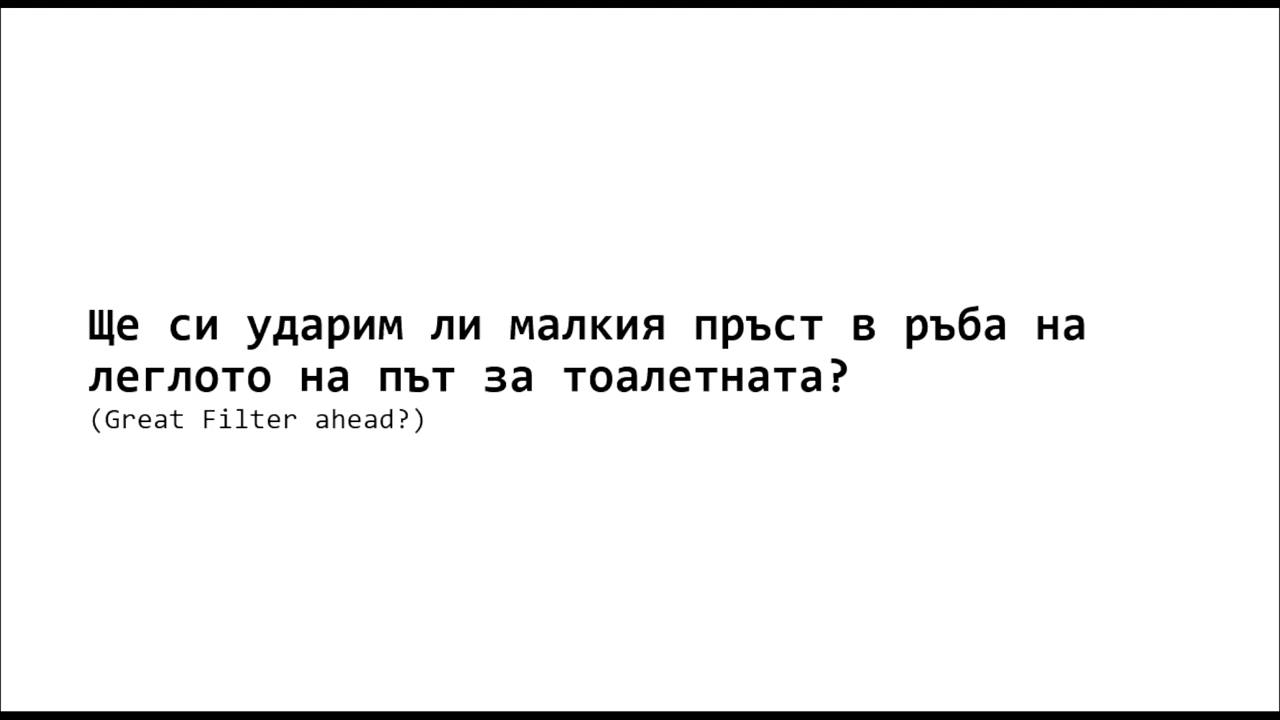 Ще си ударим ли малкия пръст в ръба на
леглото на път за тоалетната?
(Great Filter ahead?)